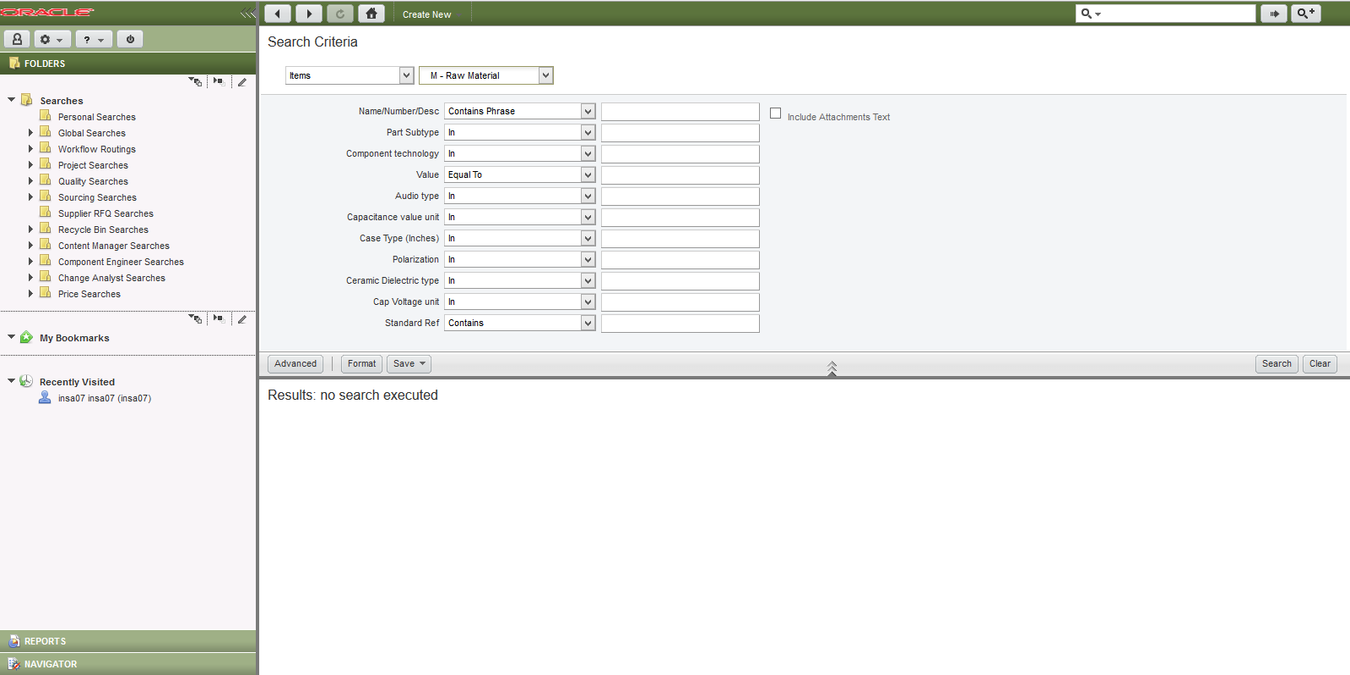 ORACLE
Create New
?
FOLDERS
Searches
Personal Searches
Global Searches
Workflow Routings
Project Searches
Quality Searches
Sourcing Searches
Supplier RFQ Searches
Recycle Bin Searches
Content Manager Searches
Component Engineer Searches
Change Analyst Searches
Price Searches
My Bookmarks
Recently Visited
insa07 insa07 (insa07)
REPORTS
NAVIGATOR
Search Criteria
Items M - Raw Material
Name/Number/Desc Contains Phrase Include Attachments Text
Part Subtype In
Component technology In
Value Equal To
Audio type In
Capacitance value unit In
Case Type (Inches) In
Polarization In
Ceramic Dielectric type In
Cap Voltage unit In
Standard Ref Contains
Advanced Format Save Search Clear
Results: no search executed